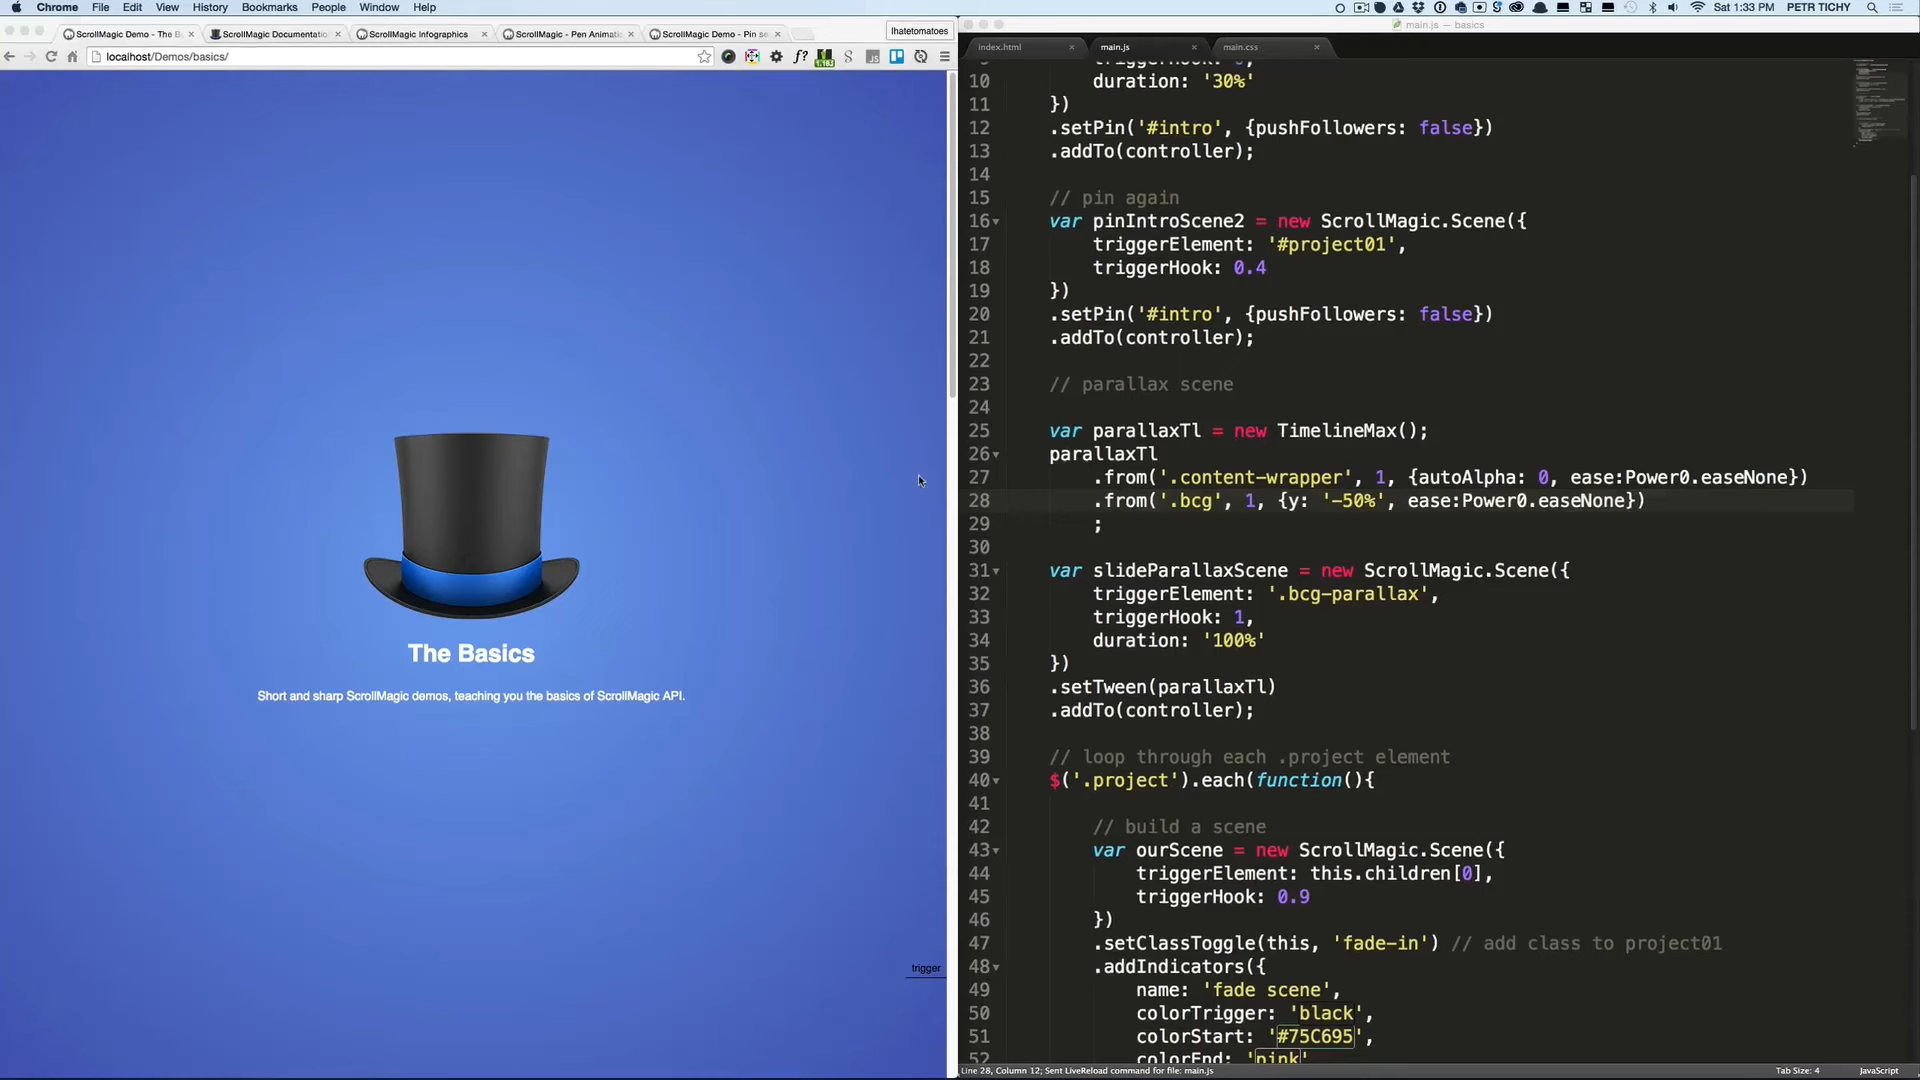 Chrome File Edit View History Bookmarks People Window Help
Sat 1:33 PM PETR TICHY
ScrollMagic Demo - The B
ScrollMagic Documentatio
ScrollMagic Infographics
ScrollMagic - Pen Animatio
ScrollMagic Demo - Pin se
Ihatetomatoes
localhost/Demos/basics/
The Basics
Short and sharp ScrollMagic demos, teaching you the basics of ScrollMagic API.
trigger
main.js — basics
index.html main.js main.css
10 duration: '30%'
11 })
12 .setPin('#intro', {pushFollowers: false})
13 .addTo(controller);
14
15 // pin again
16 var pinIntroScene2 = new ScrollMagic.Scene({
17 triggerElement: '#project01',
18 triggerHook: 0.4
19 })
20 .setPin('#intro', {pushFollowers: false})
21 .addTo(controller);
22
23 // parallax scene
24
25 var parallaxTl = new TimelineMax();
26 parallaxTl
27 .from('.content-wrapper', 1, {autoAlpha: 0, ease:Power0.easeNone})
28 .from('.bcg', 1, {y: '-50%', ease:Power0.easeNone})
29 ;
30
31 var slideParallaxScene = new ScrollMagic.Scene({
32 triggerElement: '.bcg-parallax',
33 triggerHook: 1,
34 duration: '100%'
35 })
36 .setTween(parallaxTl)
37 .addTo(controller);
38
39 // loop through each .project element
40 $('.project').each(function(){
41
42 // build a scene
43 var ourScene = new ScrollMagic.Scene({
44 triggerElement: this.children[0],
45 triggerHook: 0.9
46 })
47 .setClassToggle(this, 'fade-in') // add class to project01
48 .addIndicators({
49 name: 'fade scene',
50 colorTrigger: 'black',
51 colorStart: '#75C695',
52 colorEnd: 'pink'
Line 28, Column 12; Sent LiveReload command for file: main.js
Tab Size: 4 JavaScript